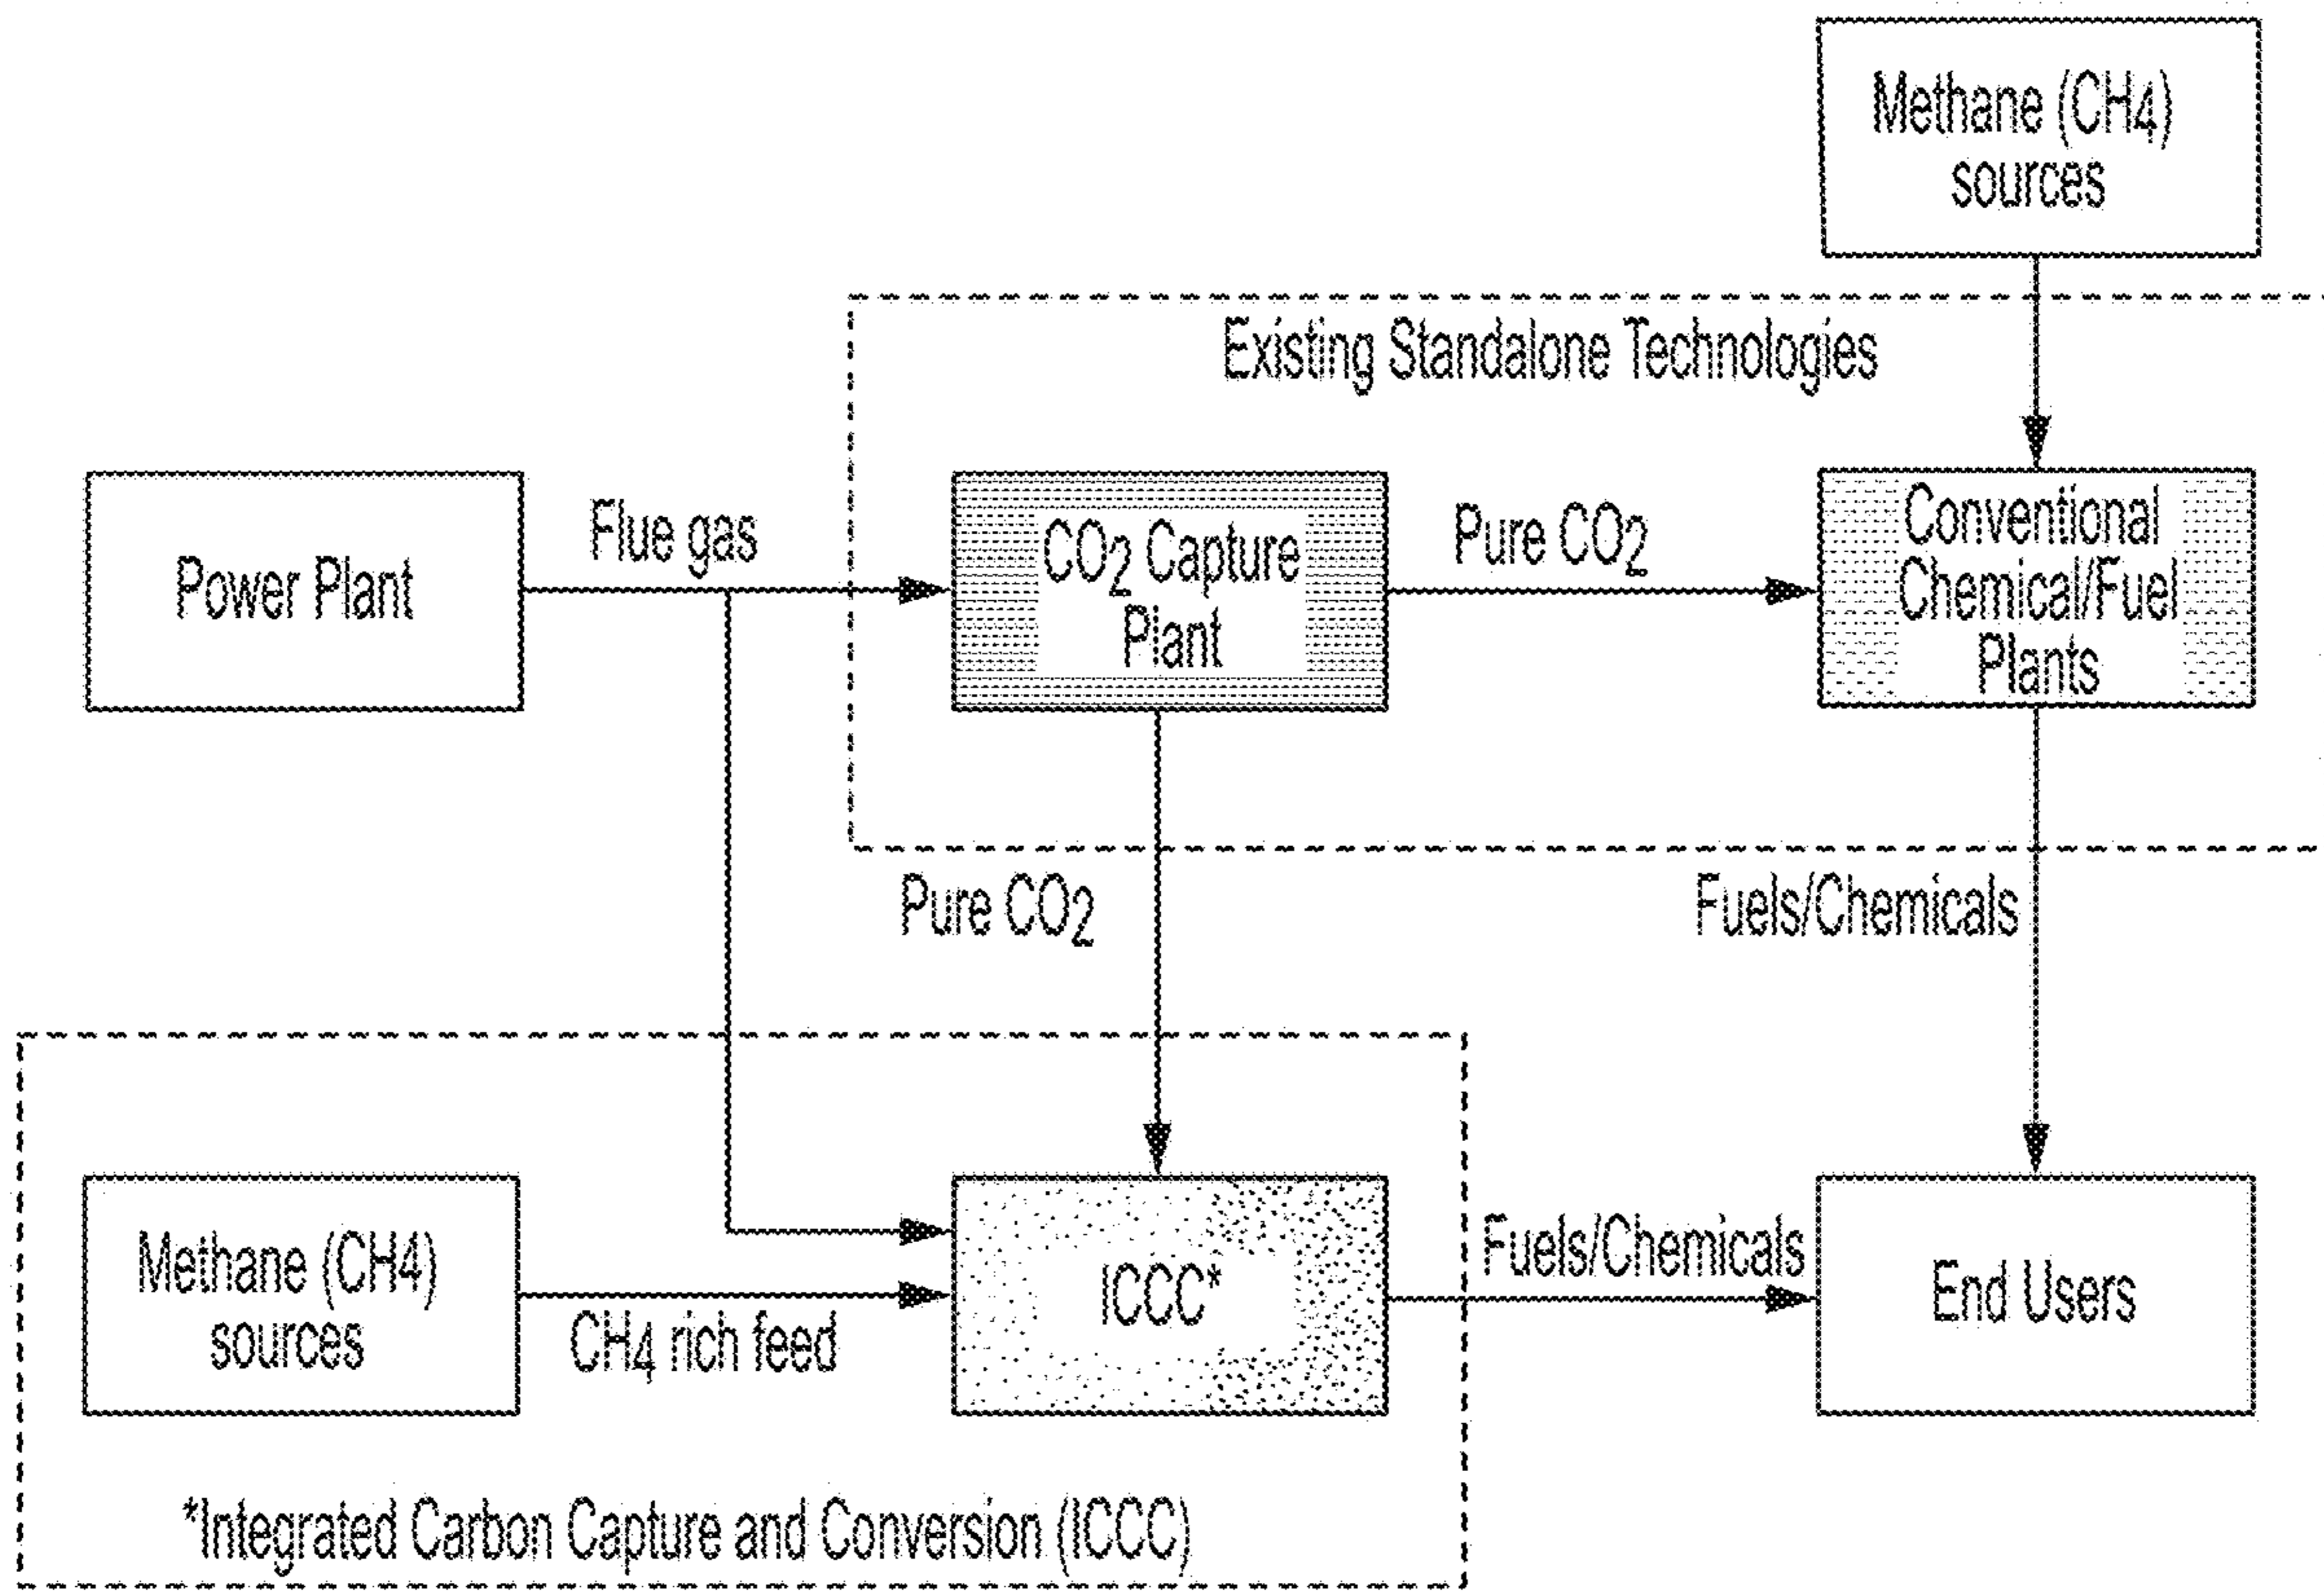 Methane (CH4)
sources
Existing Standalone Technologies
Power Plant
Flue gas
CO2 Capture
Plant
Pure CO2
Conventional
Chemical/Fuel
Plants
Pure CO2
Fuels/Chemicals
Methane (CH4)
sources
CH4 rich feed
ICCC*
Fuels/Chemicals
End Users
*Integrated Carbon Capture and Conversion (ICCC)